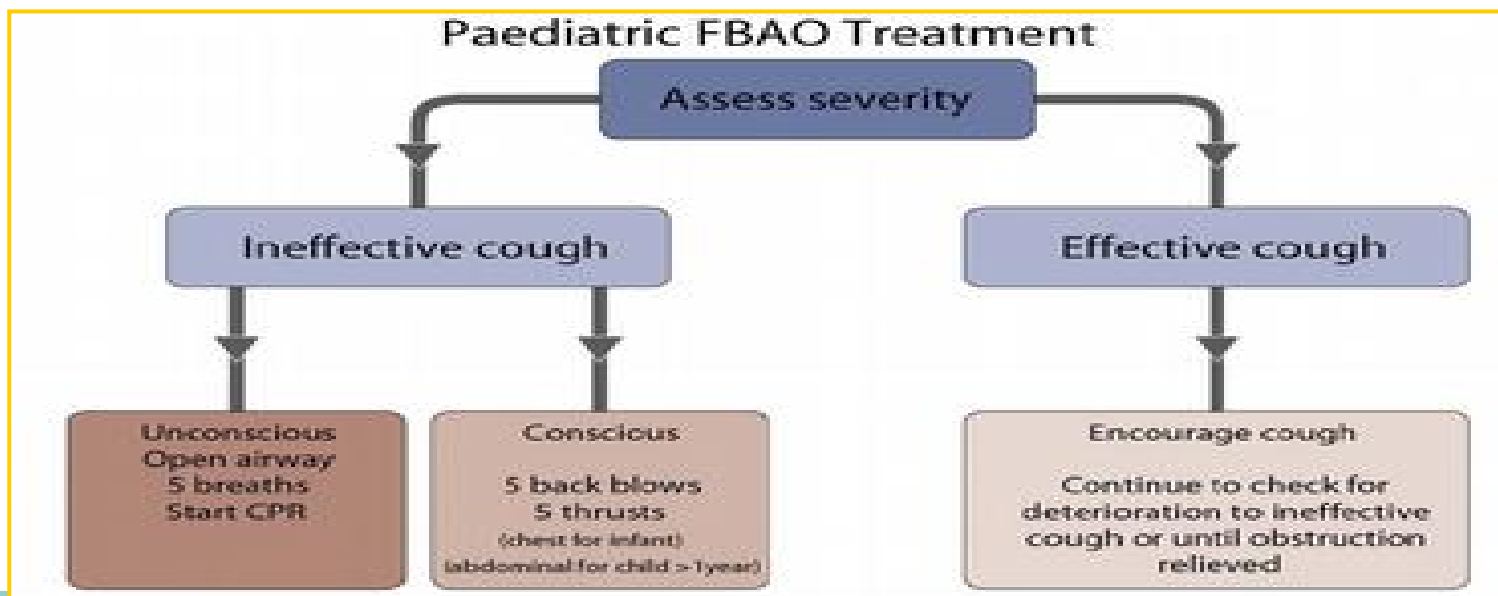 Paediatric FBAO Treatment
Assess severity
Ineffective cough
Effective cough
Unconscious
Open airway
5 breaths
Start CPR
Conscious
5 back blows
5 thrusts
(chest for infant)
(abdominal for child >1year)
Encourage cough
Continue to check for
deterioration to ineffective
cough or until obstruction
relieved